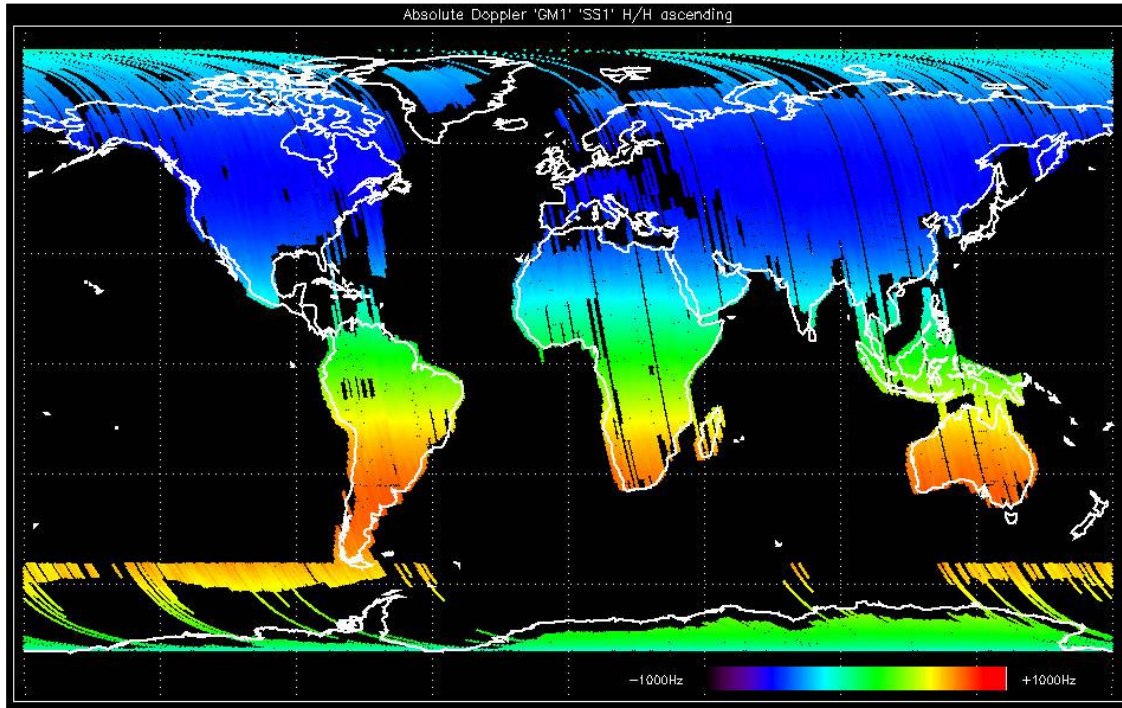 Absolute Doppler 'GM1' 'SS1' H/H ascending
−1000Hz +1000Hz